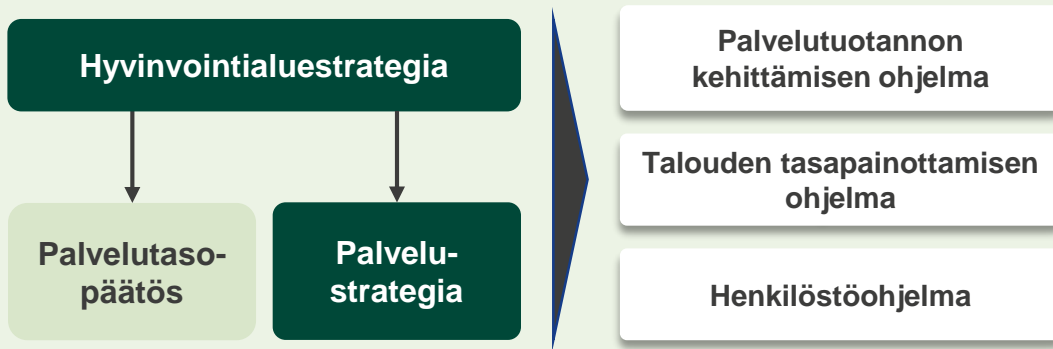 Hyvinvointialuestrategia
Palvelutaso-
päätös
Palvelu-
strategia
Palvelutuotannon
kehittämisen ohjelma
Talouden tasapainottamisen
ohjelma
Henkilöstöohjelma